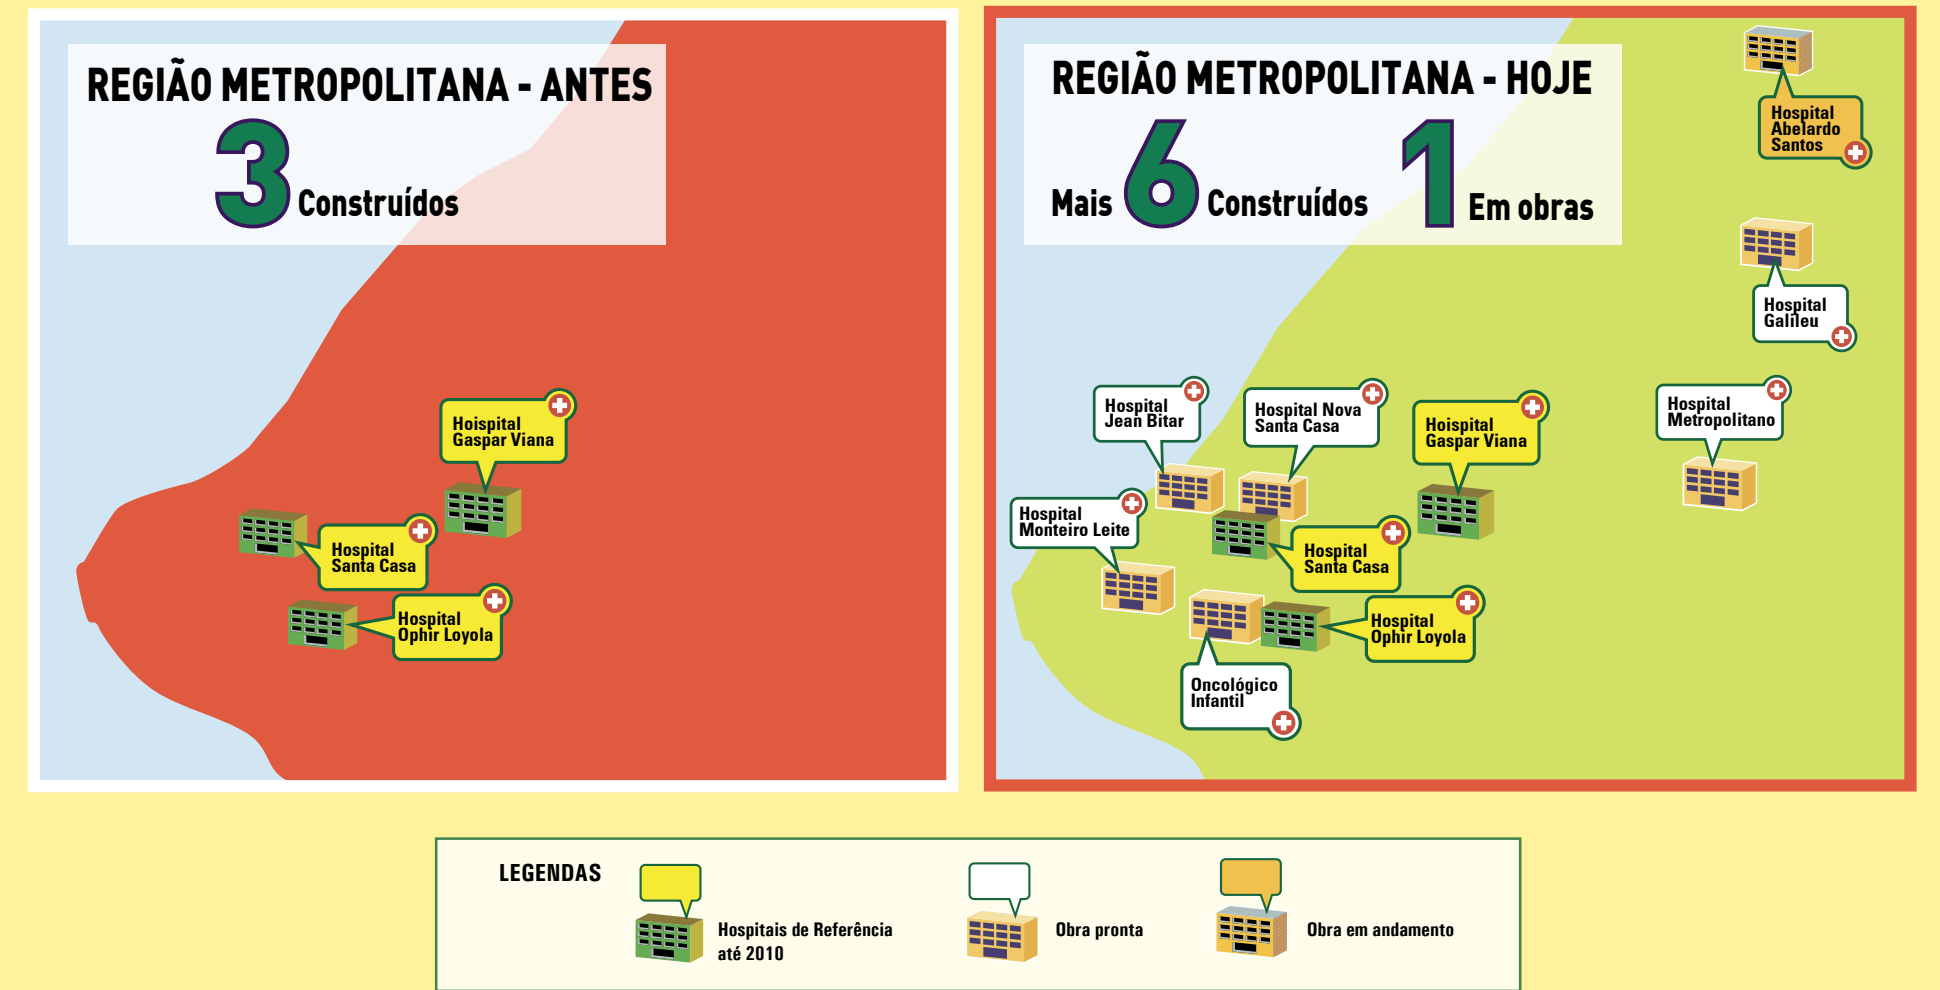 REGIÃO METROPOLITANA - ANTES
3 Construídos
Hoispital
Gaspar Viana
Hospital
Santa Casa
Hospital
Ophir Loyola
REGIÃO METROPOLITANA - HOJE
Mais 6 Construídos 1 Em obras
Hospital
Abelardo
Santos
Hospital
Galileu
Hospital
Jean Bitar
Hospital Nova
Santa Casa
Hoispital
Gaspar Viana
Hospital
Metropolitano
Hospital
Monteiro Leite
Hospital
Santa Casa
Hospital
Ophir Loyola
Oncológico
Infantil
LEGENDAS
Hospitais de Referência
até 2010
Obra pronta
Obra em andamento